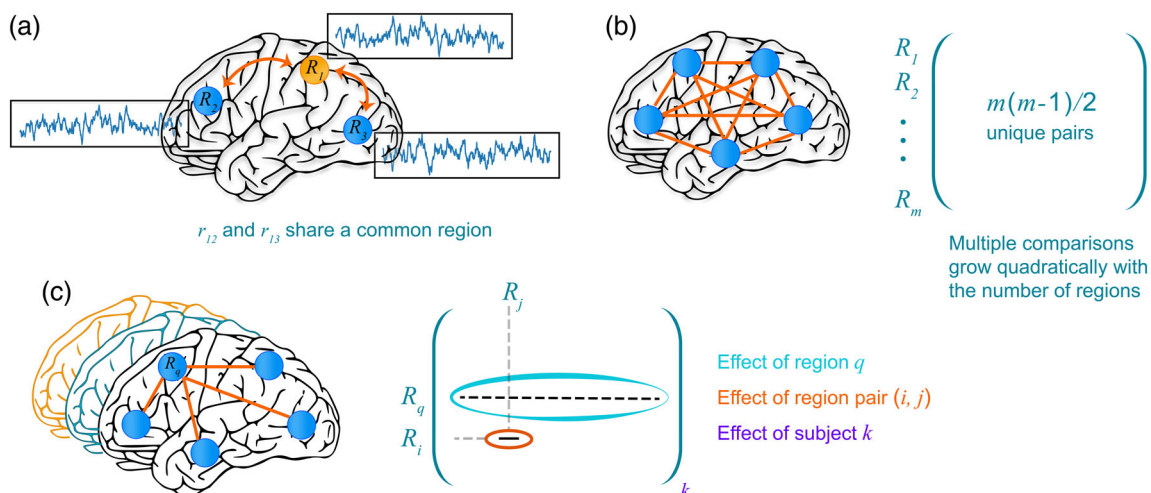 (a)
R1
R2
R3
r12 and r13 share a common region
(b)
R1
R2
⋮
Rm
m(m-1)/2
unique pairs
Multiple comparisons
grow quadratically with
the number of regions
(c)
Rq
Rj
Rq
Ri
k
Effect of region q
Effect of region pair (i, j)
Effect of subject k